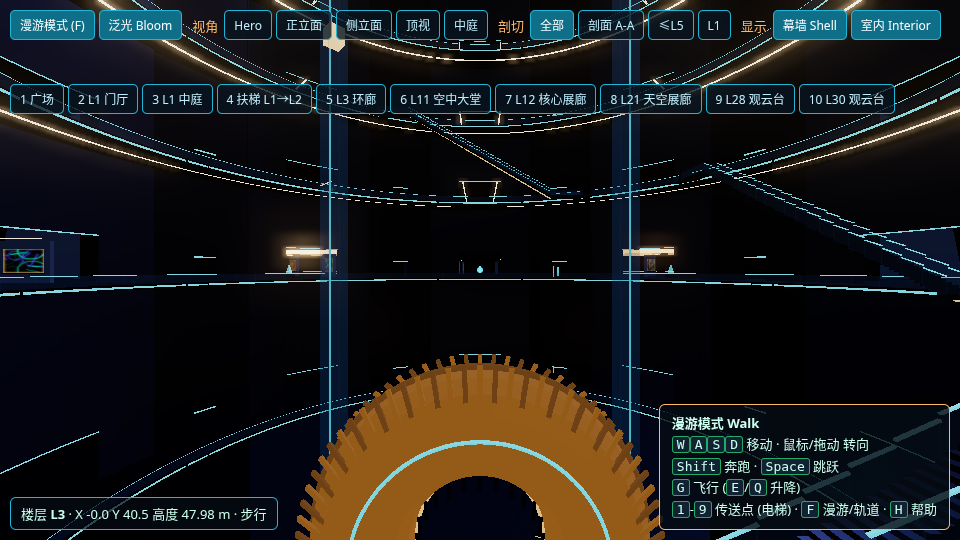 漫游模式 (F) 泛光 Bloom 视角 Hero 正立面 侧立面 顶视 中庭 剖切 全部 剖面 A-A ≤L5 L1 显示 幕墙 Shell 室内 Interior
1 广场 2 L1 门厅 3 L1 中庭 4 扶梯 L1→L2 5 L3 环廊 6 L11 空中大堂 7 L12 核心展廊 8 L21 天空展廊 9 L28 观云台 10 L30 观云台
漫游模式 Walk
W A S D 移动 · 鼠标/拖动 转向
Shift 奔跑 · Space 跳跃
G 飞行 (E/Q 升降)
1-9 传送点 (电梯) · F 漫游/轨道 · H 帮助
楼层 L3 · X -0.0 Y 40.5 高度 47.98 m · 步行